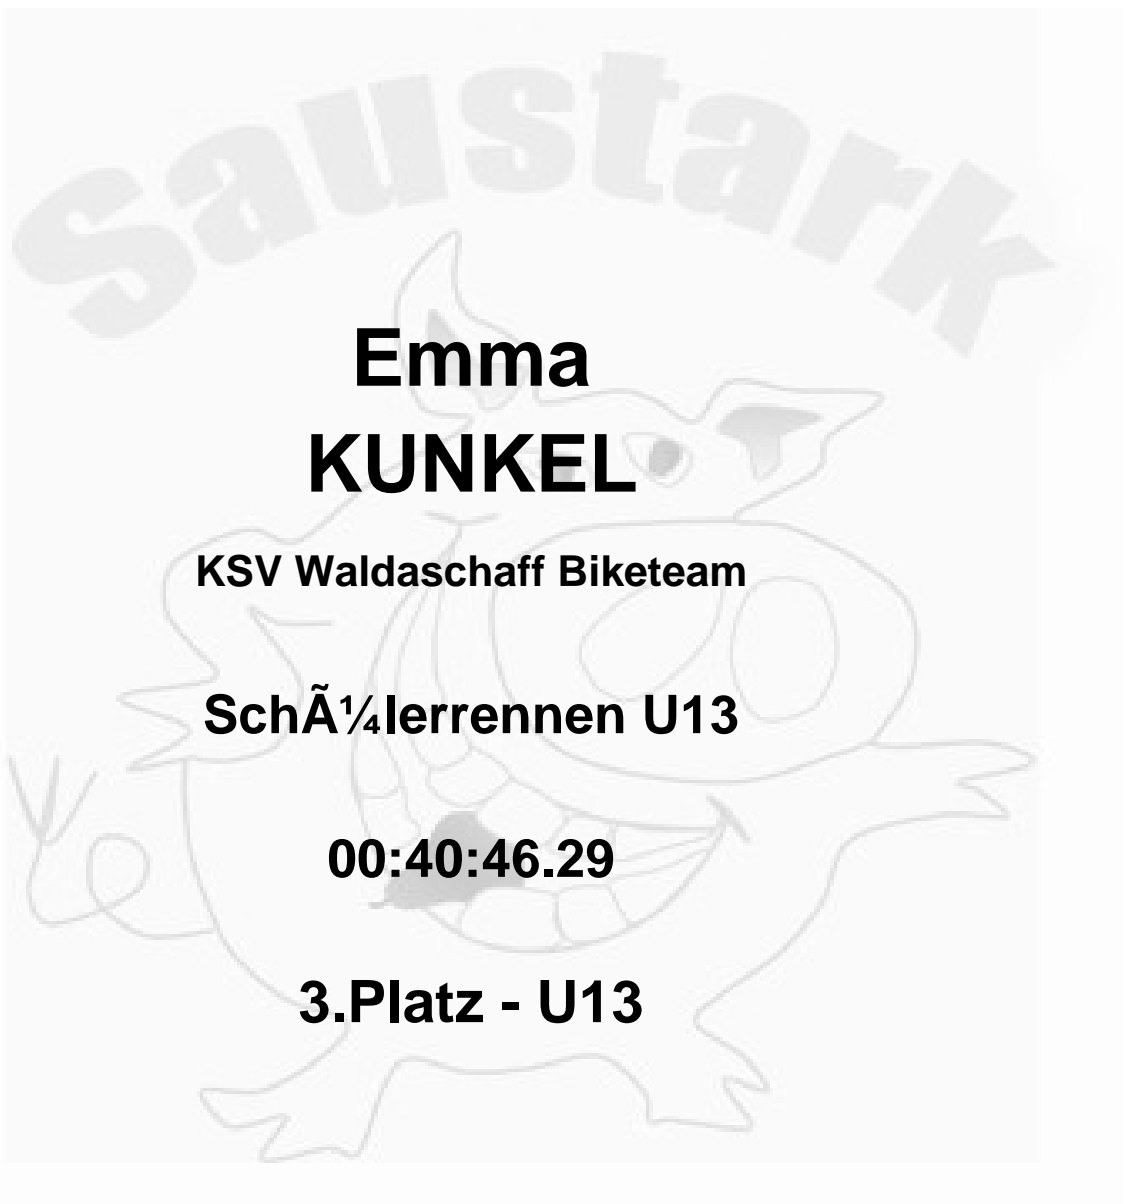 Saustark
Emma
KUNKEL
KSV Waldaschaff Biketeam
SchÃ¼lerrennen U13
00:40:46.29
3.Platz - U13